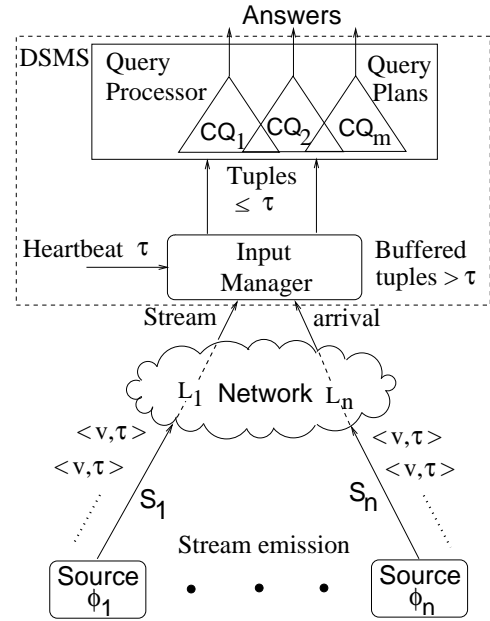 Answers
DSMS
Query Processor
Query Plans
CQ1
CQ2
CQm
Tuples
≤ τ
Heartbeat τ
Input Manager
Buffered tuples > τ
Stream arrival
L1 Network Ln
<v,τ>
<v,τ>
<v,τ>
<v,τ>
S1
Sn
Stream emission
Source ϕ1
Source ϕn